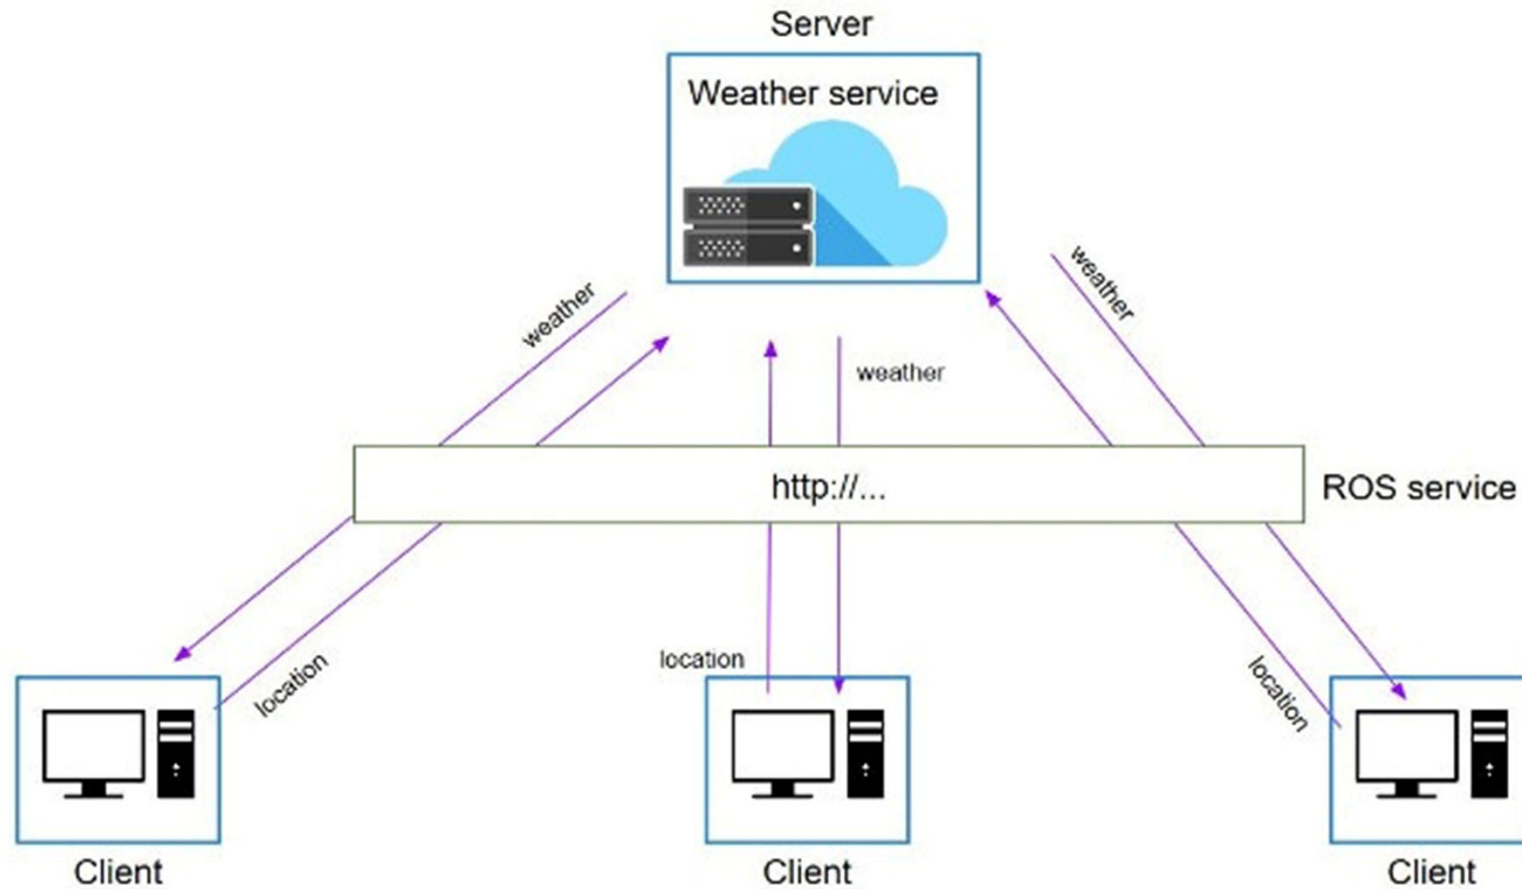 Server
Weather service
weather
weather
weather
http://...
ROS service
location
location
location
Client
Client
Client